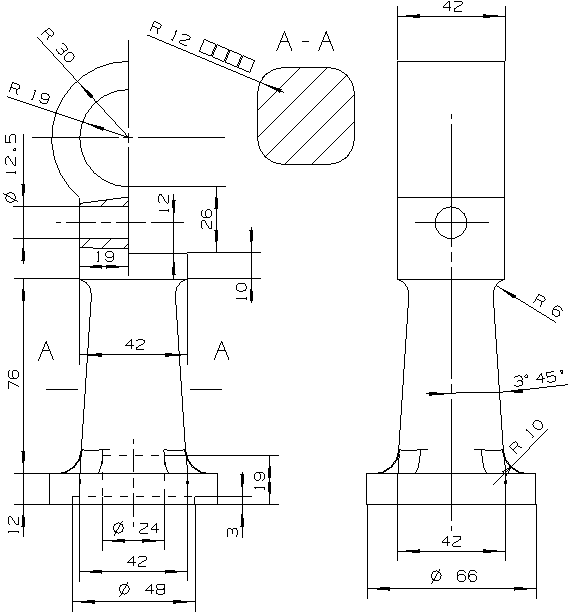 42
R 30
R 12 □□□□
A - A
R 19
Ø 12.5
12
26
19
10
R 6
A
42
A
76
3° 45°
R 10
19
12
Ø 24
3
42
42
Ø 48
Ø 66